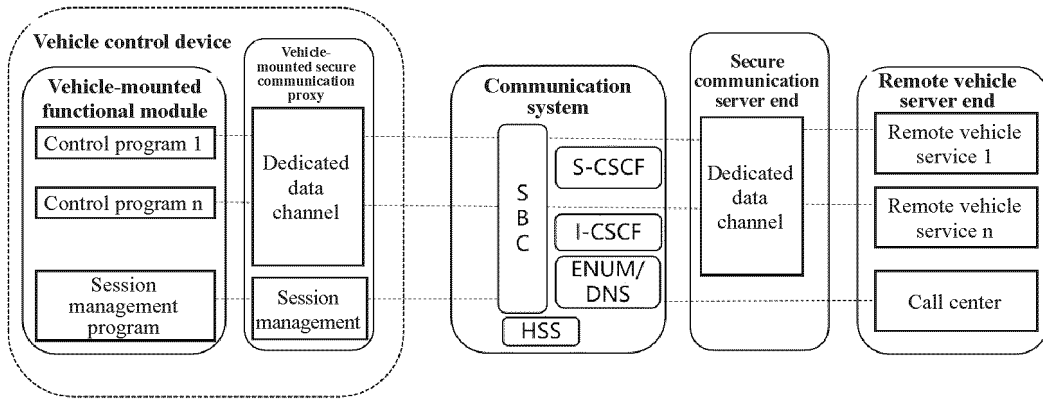 Vehicle control device
Vehicle-mounted
functional module
Control program 1
Control program n
Session
management
program
Vehicle-
mounted secure
communication
proxy
Dedicated
data
channel
Session
management
Communication
system
S
B
C
S-CSCF
I-CSCF
ENUM/
DNS
HSS
Secure
communication
server end
Dedicated
data
channel
Remote vehicle
server end
Remote vehicle
service 1
Remote vehicle
service n
Call center